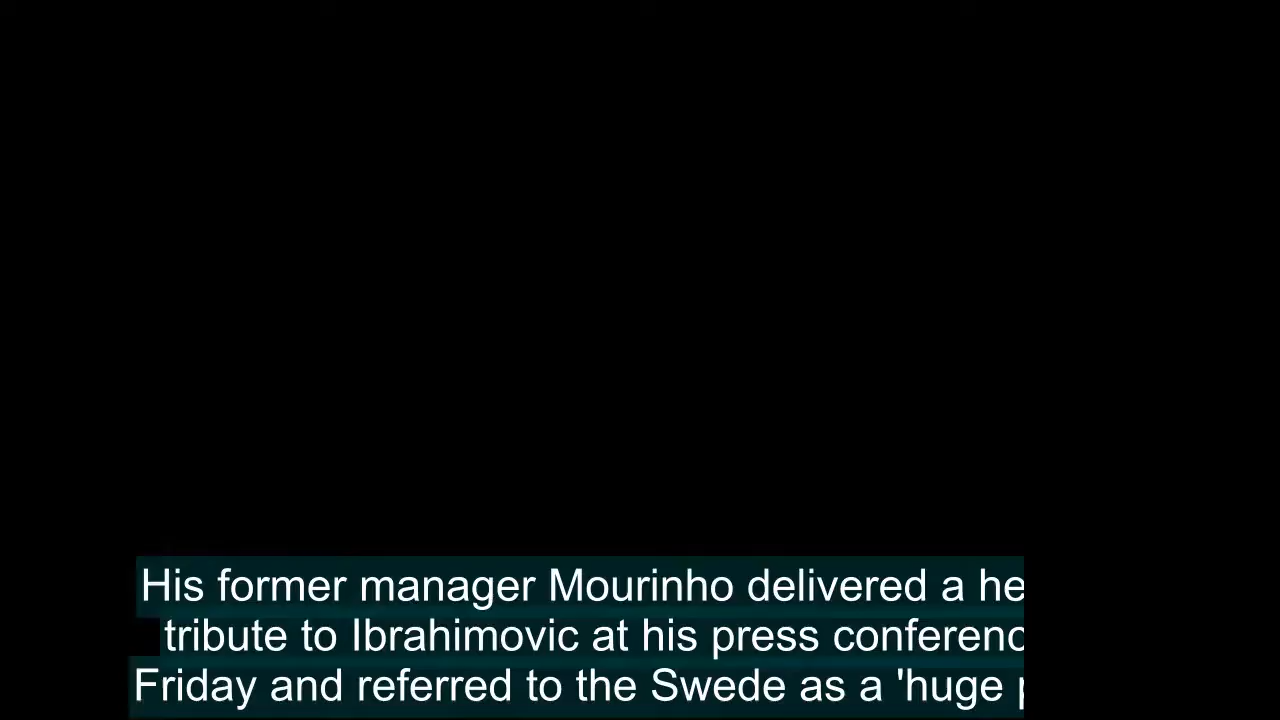 His former manager Mourinho delivered a he
tribute to Ibrahimovic at his press conferenc
Friday and referred to the Swede as a 'huge